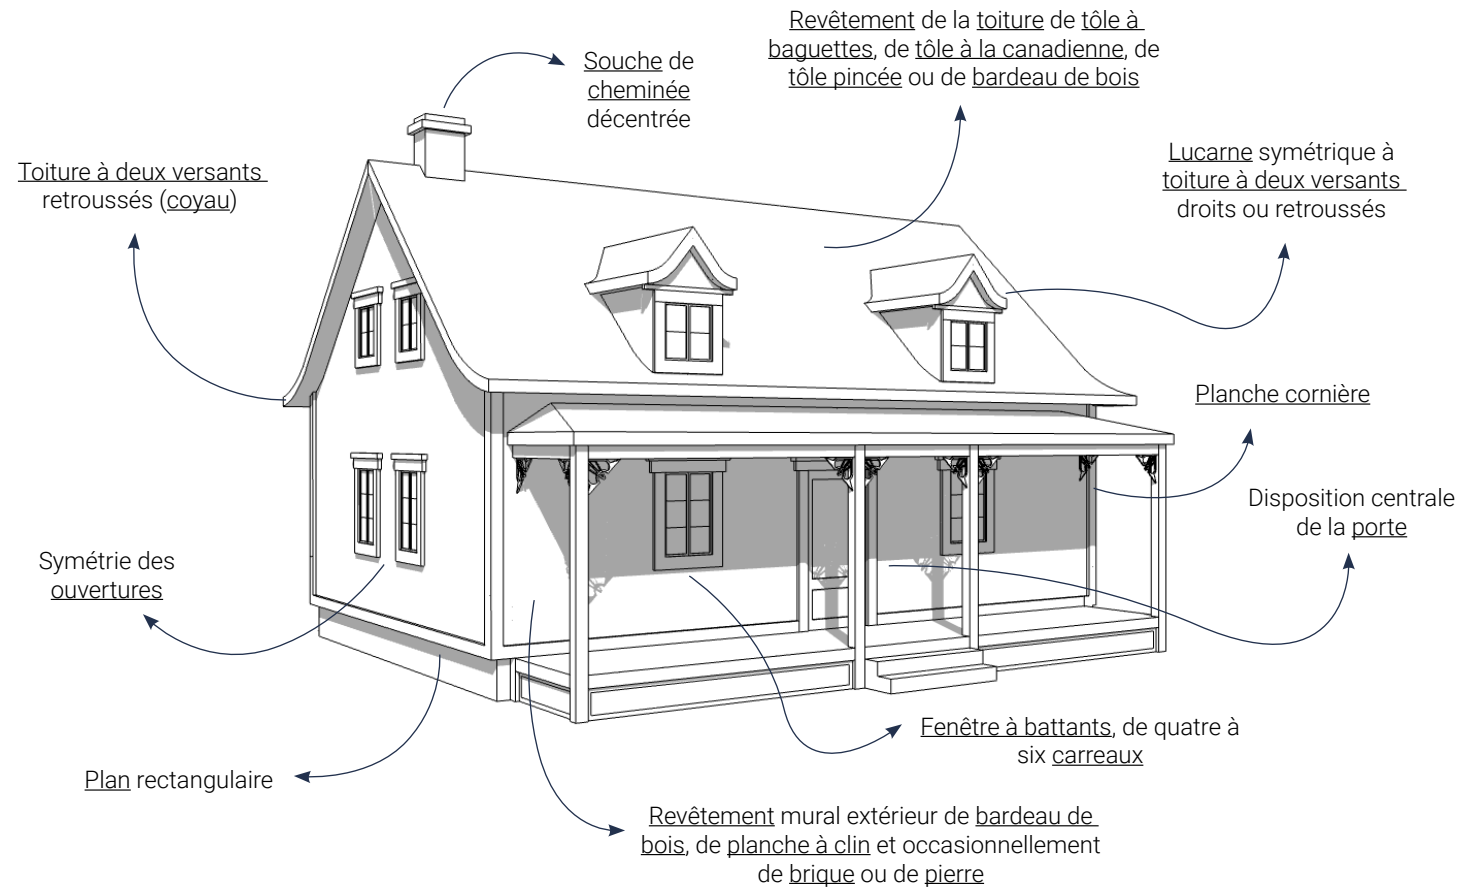 Revêtement de la toiture de tôle à
baguettes, de tôle à la canadienne, de
tôle pincée ou de bardeau de bois
Souche de
cheminée
décentrée
Lucarne symétrique à
toiture à deux versants
droits ou retroussés
Toiture à deux versants
retroussés (coyau)
Planche cornière
Disposition centrale
de la porte
Symétrie des
ouvertures
Fenêtre à battants, de quatre à
six carreaux
Plan rectangulaire
Revêtement mural extérieur de bardeau de
bois, de planche à clin et occasionnellement
de brique ou de pierre